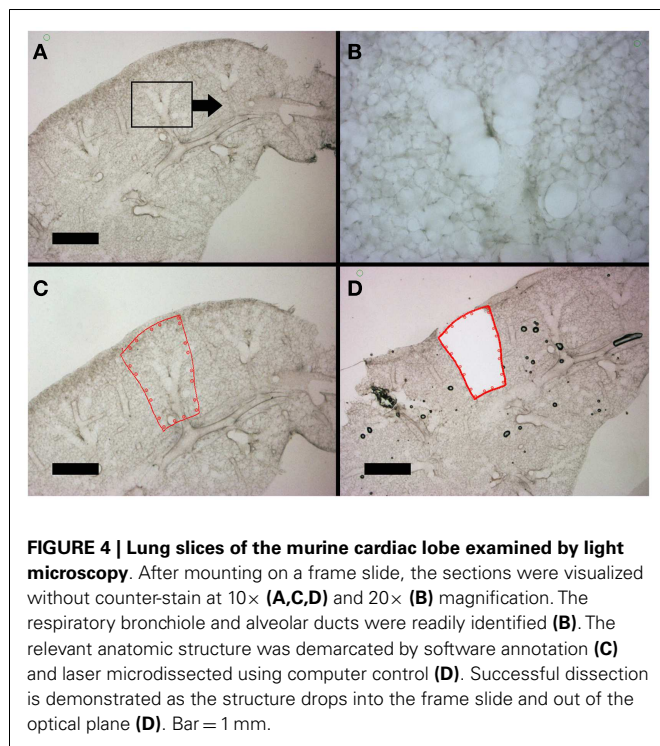 A
B
C
D
FIGURE 4 | Lung slices of the murine cardiac lobe examined by light
microscopy. After mounting on a frame slide, the sections were visualized
without counter-stain at 10× (A,C,D) and 20× (B) magnification. The
respiratory bronchiole and alveolar ducts were readily identified (B). The
relevant anatomic structure was demarcated by software annotation (C)
and laser microdissected using computer control (D). Successful dissection
is demonstrated as the structure drops into the frame slide and out of the
optical plane (D). Bar = 1 mm.